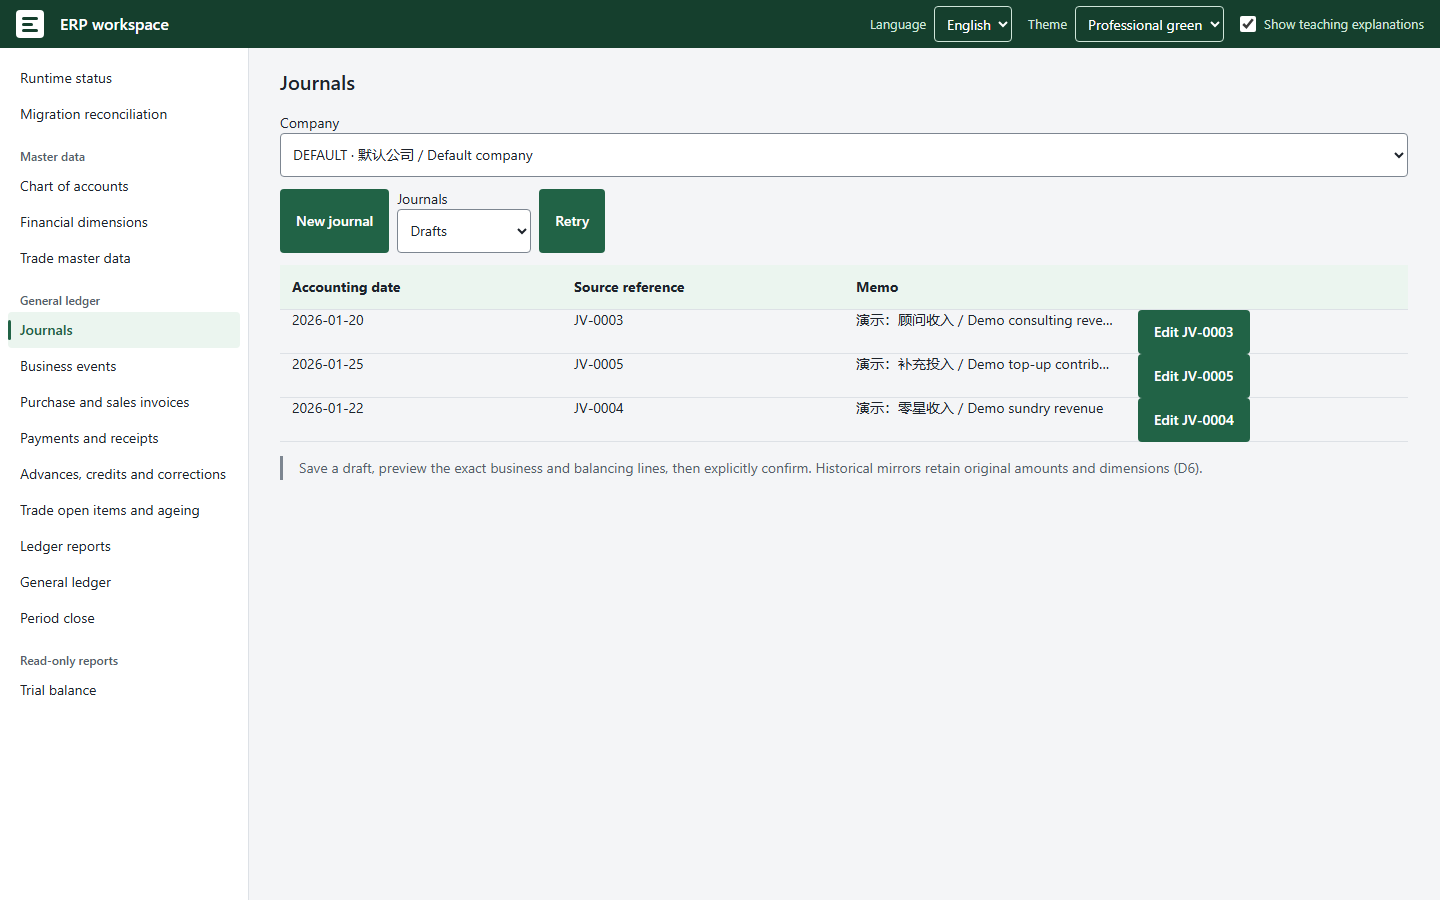 ERP workspace
Language English Theme Professional green Show teaching explanations
Runtime status
Migration reconciliation
Master data
Chart of accounts
Financial dimensions
Trade master data
General ledger
Journals
Business events
Purchase and sales invoices
Payments and receipts
Advances, credits and corrections
Trade open items and ageing
Ledger reports
General ledger
Period close
Read-only reports
Trial balance
Journals
Company
DEFAULT · 默认公司 / Default company
New journal
Journals
Drafts
Retry
Accounting date Source reference Memo
2026-01-20 JV-0003 演示：顾问收入 / Demo consulting reve... Edit JV-0003
2026-01-25 JV-0005 演示：补充投入 / Demo top-up contrib... Edit JV-0005
2026-01-22 JV-0004 演示：零星收入 / Demo sundry revenue Edit JV-0004
Save a draft, preview the exact business and balancing lines, then explicitly confirm. Historical mirrors retain original amounts and dimensions (D6).